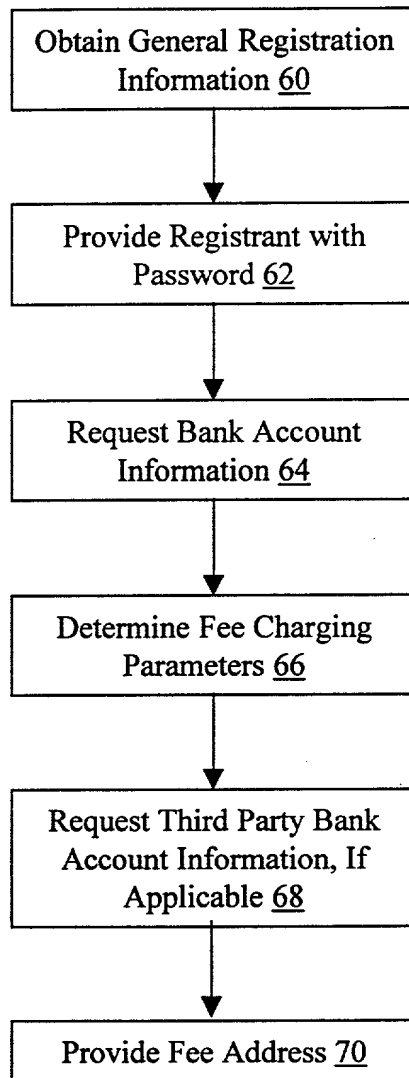 Obtain General Registration
Information 60
Provide Registrant with
Password 62
Request Bank Account
Information 64
Determine Fee Charging
Parameters 66
Request Third Party Bank
Account Information, If
Applicable 68
Provide Fee Address 70